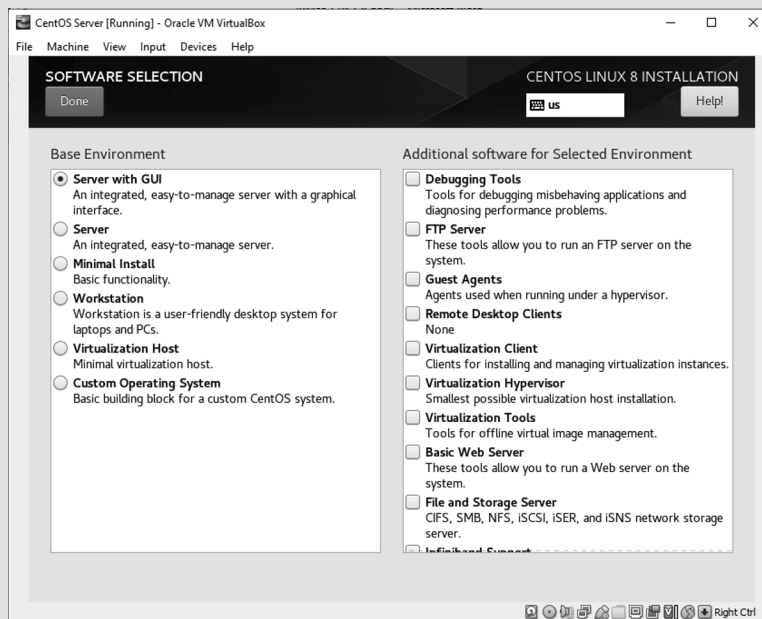 CentOS Server [Running] - Oracle VM VirtualBox
File Machine View Input Devices Help
SOFTWARE SELECTION
Done
CENTOS LINUX 8 INSTALLATION
us
Help!
Base Environment
Server with GUI
An integrated, easy-to-manage server with a graphical
interface.
Server
An integrated, easy-to-manage server.
Minimal Install
Basic functionality.
Workstation
Workstation is a user-friendly desktop system for
laptops and PCs.
Virtualization Host
Minimal virtualization host.
Custom Operating System
Basic building block for a custom CentOS system.
Additional software for Selected Environment
Debugging Tools
Tools for debugging misbehaving applications and
diagnosing performance problems.
FTP Server
These tools allow you to run an FTP server on the
system.
Guest Agents
Agents used when running under a hypervisor.
Remote Desktop Clients
None
Virtualization Client
Clients for installing and managing virtualization instances.
Virtualization Hypervisor
Smallest possible virtualization host installation.
Virtualization Tools
Tools for offline virtual image management.
Basic Web Server
These tools allow you to run a Web server on the
system.
File and Storage Server
CIFS, SMB, NFS, iSCSI, iSER, and iSNS network storage
server.
Infiniband Support
Right Ctrl